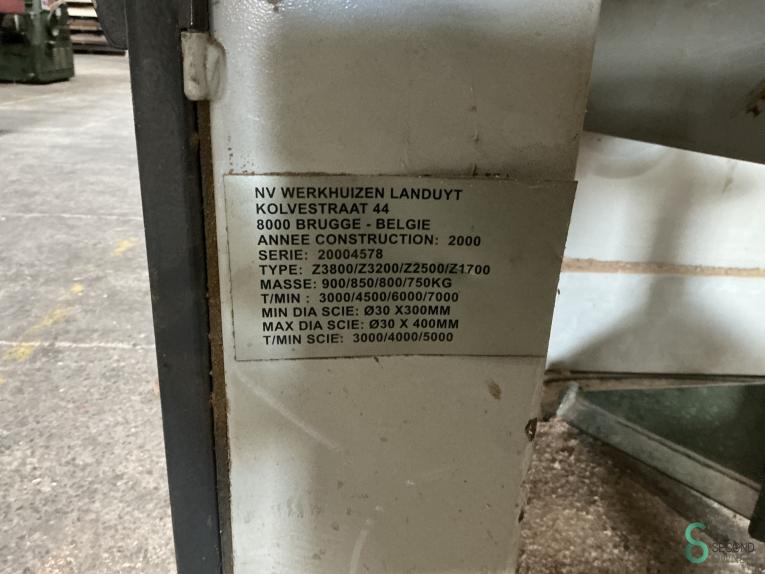 NV WERKHUIZEN LANDUYT
KOLVESTRAAT 44
8000 BRUGGE - BELGIE
ANNEE CONSTRUCTION: 2000
SERIE: 20004578
TYPE: Z3800/Z3200/Z2500/Z1700
MASSE: 900/850/800/750KG
T/MIN : 3000/4500/6000/7000
MIN DIA SCIE: Ø30 X300MM
MAX DIA SCIE: Ø30 X 400MM
T/MIN SCIE: 3000/4000/5000
SECOND